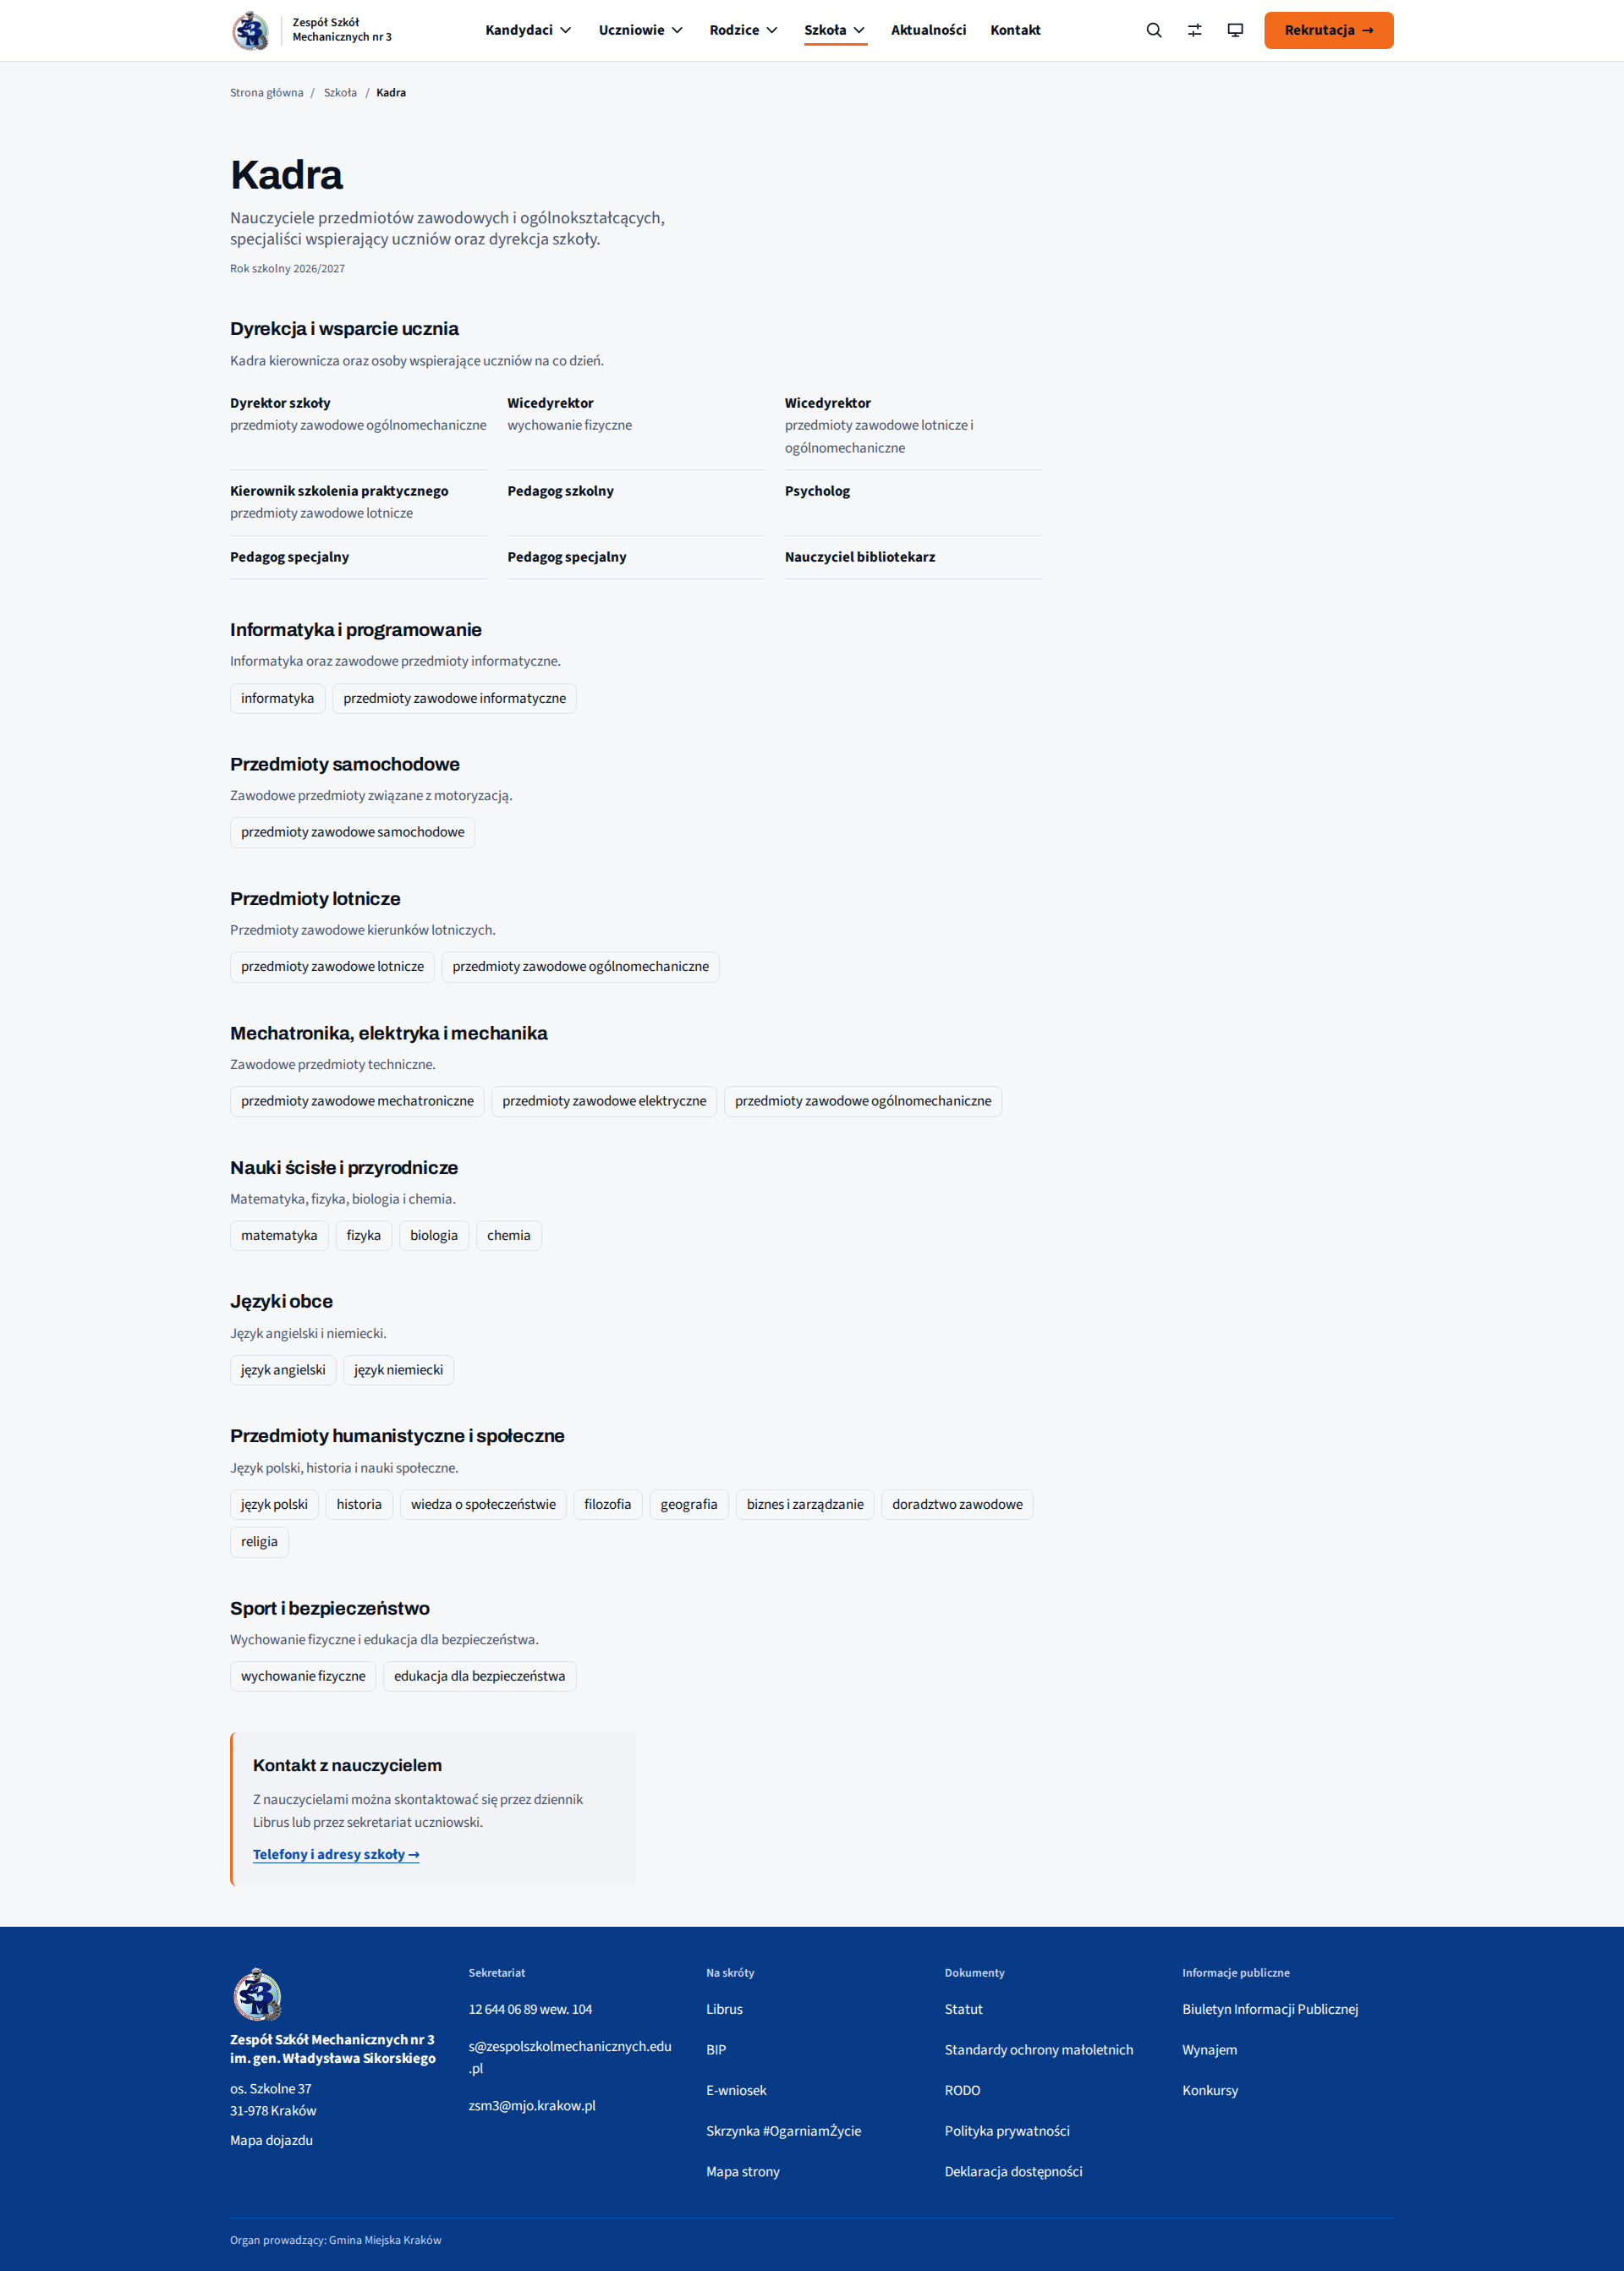 Zespół Szkół
Mechanicznych nr 3
Kandydaci
Uczniowie
Rodzice
Szkoła
Aktualności
Kontakt
Rekrutacja →
Strona główna / Szkoła / Kadra
Kadra
Nauczyciele przedmiotów zawodowych i ogólnokształcących,
specjaliści wspierający uczniów oraz dyrekcja szkoły.
Rok szkolny 2026/2027
Dyrekcja i wsparcie ucznia
Kadra kierownicza oraz osoby wspierające uczniów na co dzień.
Dyrektor szkoły
przedmioty zawodowe ogólnomechaniczne
Wicedyrektor
wychowanie fizyczne
Wicedyrektor
przedmioty zawodowe lotnicze i
ogólnomechaniczne
Kierownik szkolenia praktycznego
przedmioty zawodowe lotnicze
Pedagog szkolny
Psycholog
Pedagog specjalny
Pedagog specjalny
Nauczyciel bibliotekarz
Informatyka i programowanie
Informatyka oraz zawodowe przedmioty informatyczne.
informatyka
przedmioty zawodowe informatyczne
Przedmioty samochodowe
Zawodowe przedmioty związane z motoryzacją.
przedmioty zawodowe samochodowe
Przedmioty lotnicze
Przedmioty zawodowe kierunków lotniczych.
przedmioty zawodowe lotnicze
przedmioty zawodowe ogólnomechaniczne
Mechatronika, elektryka i mechanika
Zawodowe przedmioty techniczne.
przedmioty zawodowe mechatroniczne
przedmioty zawodowe elektryczne
przedmioty zawodowe ogólnomechaniczne
Nauki ścisłe i przyrodnicze
Matematyka, fizyka, biologia i chemia.
matematyka
fizyka
biologia
chemia
Języki obce
Język angielski i niemiecki.
język angielski
język niemiecki
Przedmioty humanistyczne i społeczne
Język polski, historia i nauki społeczne.
język polski
historia
wiedza o społeczeństwie
filozofia
geografia
biznes i zarządzanie
doradztwo zawodowe
religia
Sport i bezpieczeństwo
Wychowanie fizyczne i edukacja dla bezpieczeństwa.
wychowanie fizyczne
edukacja dla bezpieczeństwa
Kontakt z nauczycielem
Z nauczycielami można skontaktować się przez dziennik
Librus lub przez sekretariat uczniowski.
Telefony i adresy szkoły →
Zespół Szkół Mechanicznych nr 3
im. gen. Władysława Sikorskiego
os. Szkolne 37
31-978 Kraków
Mapa dojazdu
Sekretariat
12 644 06 89 wew. 104
s@zespolszkolmechanicznych.edu
.pl
zsm3@mjo.krakow.pl
Na skróty
Librus
BIP
E-wniosek
Skrzynka #OgarniamŻycie
Mapa strony
Dokumenty
Statut
Standardy ochrony małoletnich
RODO
Polityka prywatności
Deklaracja dostępności
Informacje publiczne
Biuletyn Informacji Publicznej
Wynajem
Konkursy
Organ prowadzący: Gmina Miejska Kraków